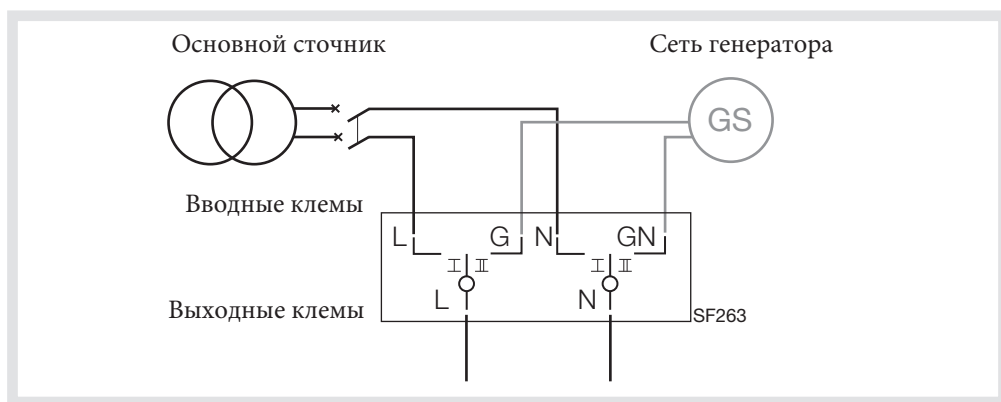 Основной сточник
Сеть генератора
GS
Вводные клемы
L G N GN
I II I II
L N
Выходные клемы
SF263